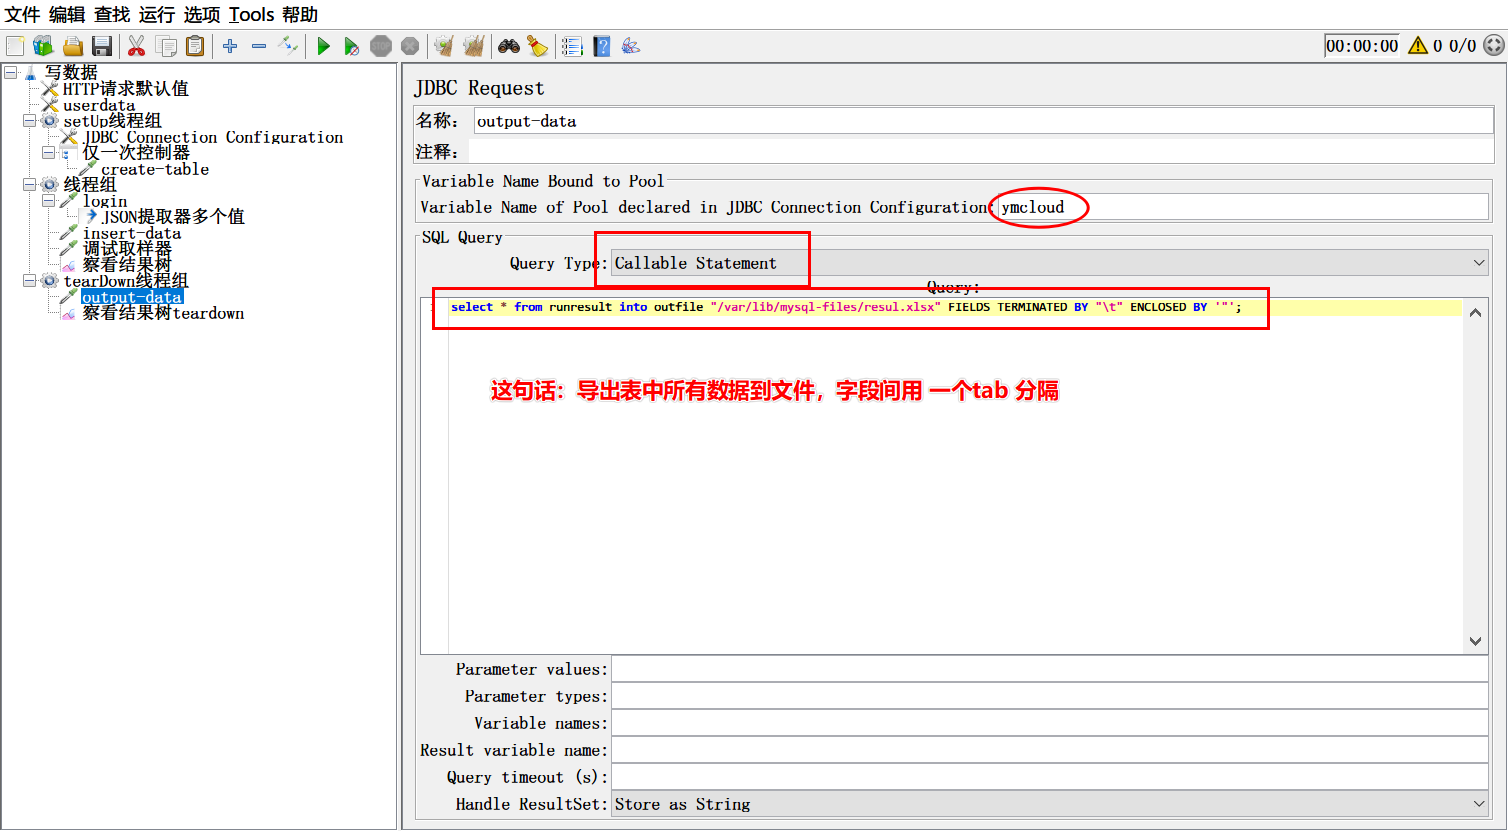 文件 编辑 查找 运行 选项 Tools 帮助
00:00:00 0 0/0
写数据
HTTP请求默认值
userdata
setUp线程组
JDBC Connection Configuration
仅一次控制器
create-table
线程组
login
JSON提取器多个值
insert-data
调试取样器
察看结果树
tearDown线程组
output-data
察看结果树teardown
JDBC Request
名称： output-data
注释：
Variable Name Bound to Pool
Variable Name of Pool declared in JDBC Connection Configuration: ymcloud
SQL Query
Query Type: Callable Statement
Query:
1 select * from runresult into outfile "/var/lib/mysql-files/resul.xlsx" FIELDS TERMINATED BY "\t" ENCLOSED BY '"';
这句话：导出表中所有数据到文件，字段间用 一个tab 分隔
Parameter values:
Parameter types:
Variable names:
Result variable name:
Query timeout (s):
Handle ResultSet: Store as String